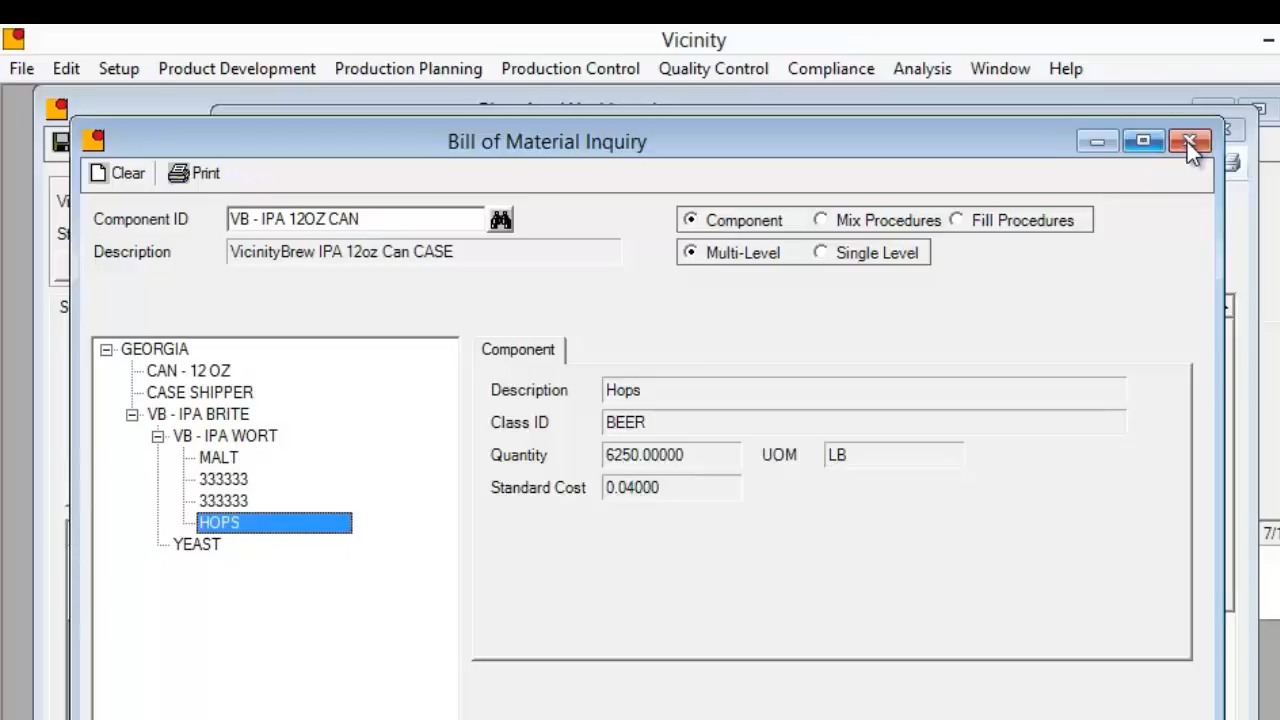 Vicinity
File Edit Setup Product Development Production Planning Production Control Quality Control Compliance Analysis Window Help
Bill of Material Inquiry
Clear Print
Component ID VB - IPA 12OZ CAN Component Mix Procedures Fill Procedures
Description VicinityBrew IPA 12oz Can CASE Multi-Level Single Level
GEORGIA
CAN - 12 OZ
CASE SHIPPER
VB - IPA BRITE
VB - IPA WORT
MALT
333333
333333
HOPS
YEAST
Component
Description Hops
Class ID BEER
Quantity 6250.00000 UOM LB
Standard Cost 0.04000